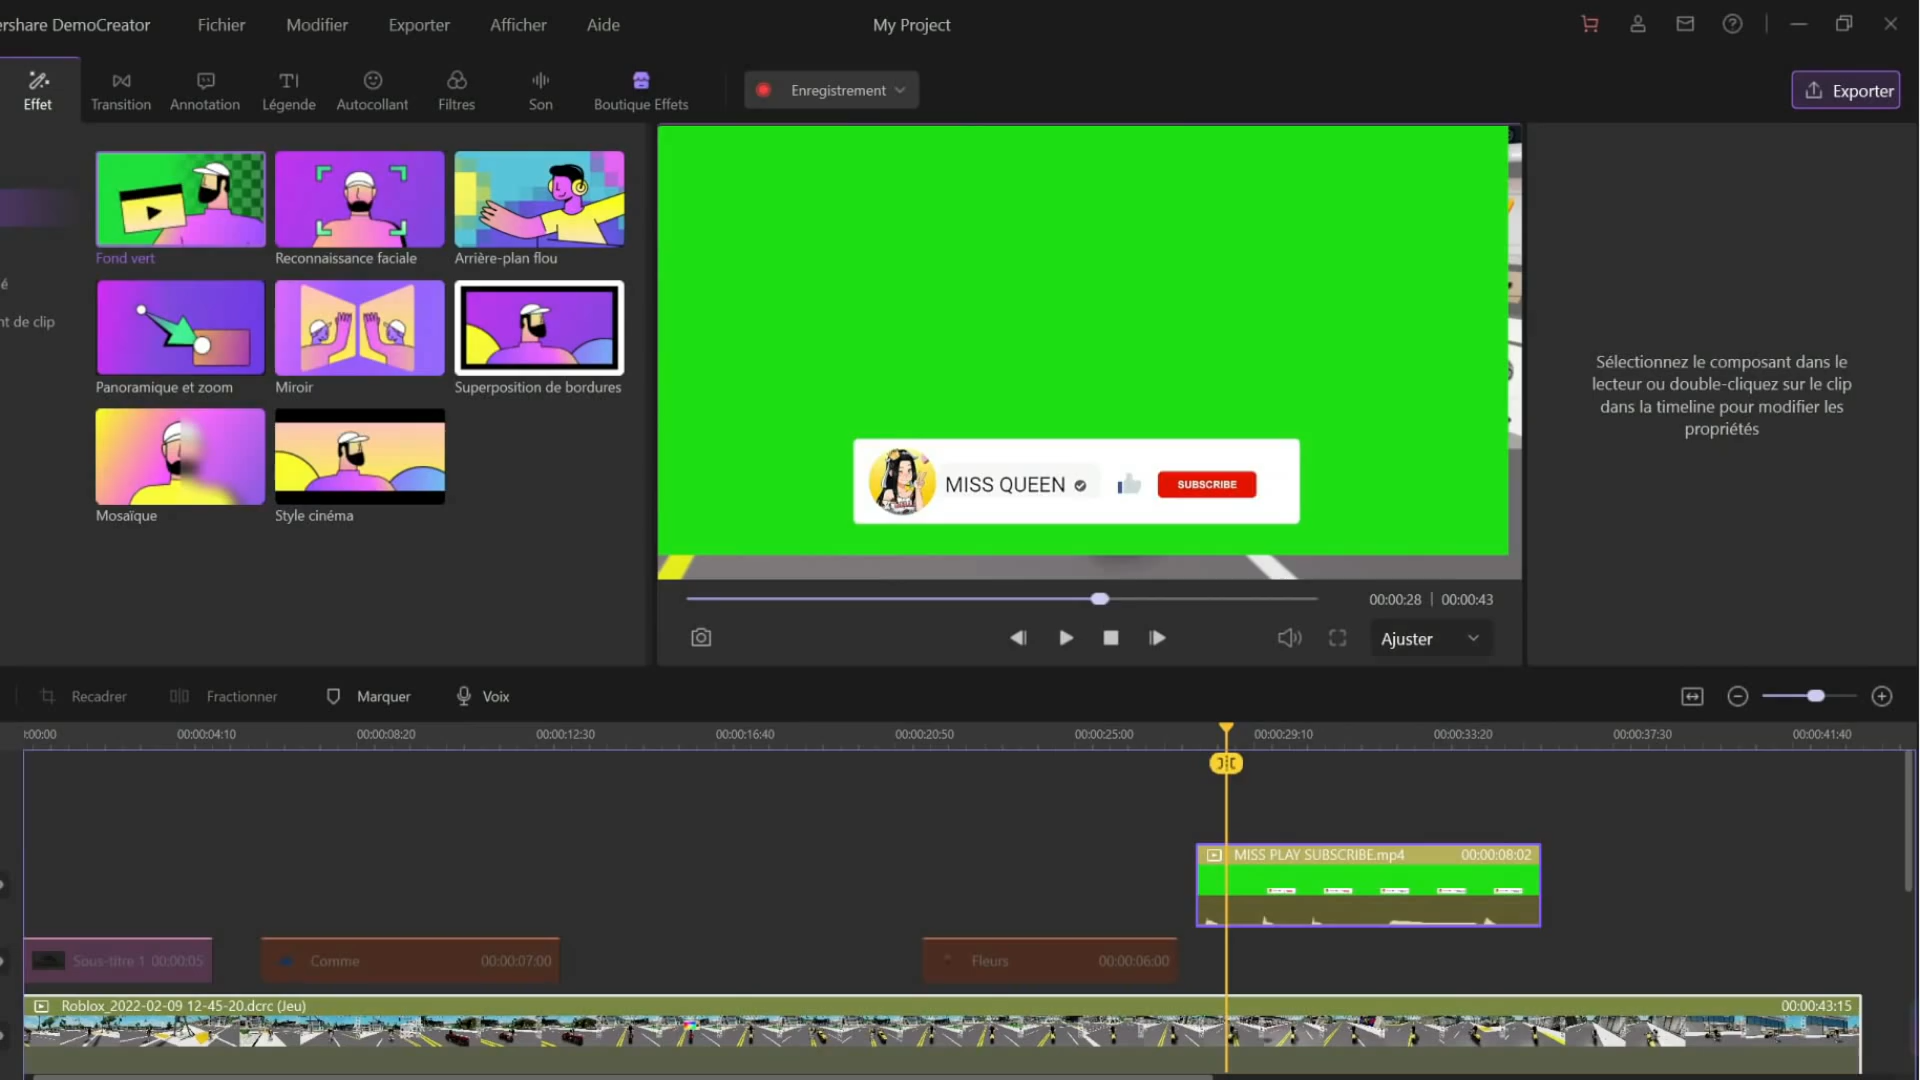 ershare DemoCreator Fichier Modifier Exporter Afficher Aide My Project
Effet Transition Annotation Légende Autocollant Filtres Son Boutique Effets Enregistrement Exporter
Fond vert Reconnaissance faciale Arrière-plan flou
é
nt de clip
Panoramique et zoom Miroir Superposition de bordures
Mosaïque Style cinéma
MISS QUEEN SUBSCRIBE
Sélectionnez le composant dans le
lecteur ou double-cliquez sur le clip
dans la timeline pour modifier les
propriétés
00:00:28 | 00:00:43
Ajuster
Recadrer Fractionner Marquer Voix
:00:00 00:00:04:10 00:00:08:20 00:00:12:30 00:00:16:40 00:00:20:50 00:00:25:00 00:00:29:10 00:00:33:20 00:00:37:30 00:00:41:40
MISS PLAY SUBSCRIBE.mp4 00:00:08:02
Sous-titre 1 00:00:05 Comme 00:00:07:00 Fleurs 00:00:06:00
Roblox_2022-02-09 12-45-20.dcrc (Jeu) 00:00:43:15